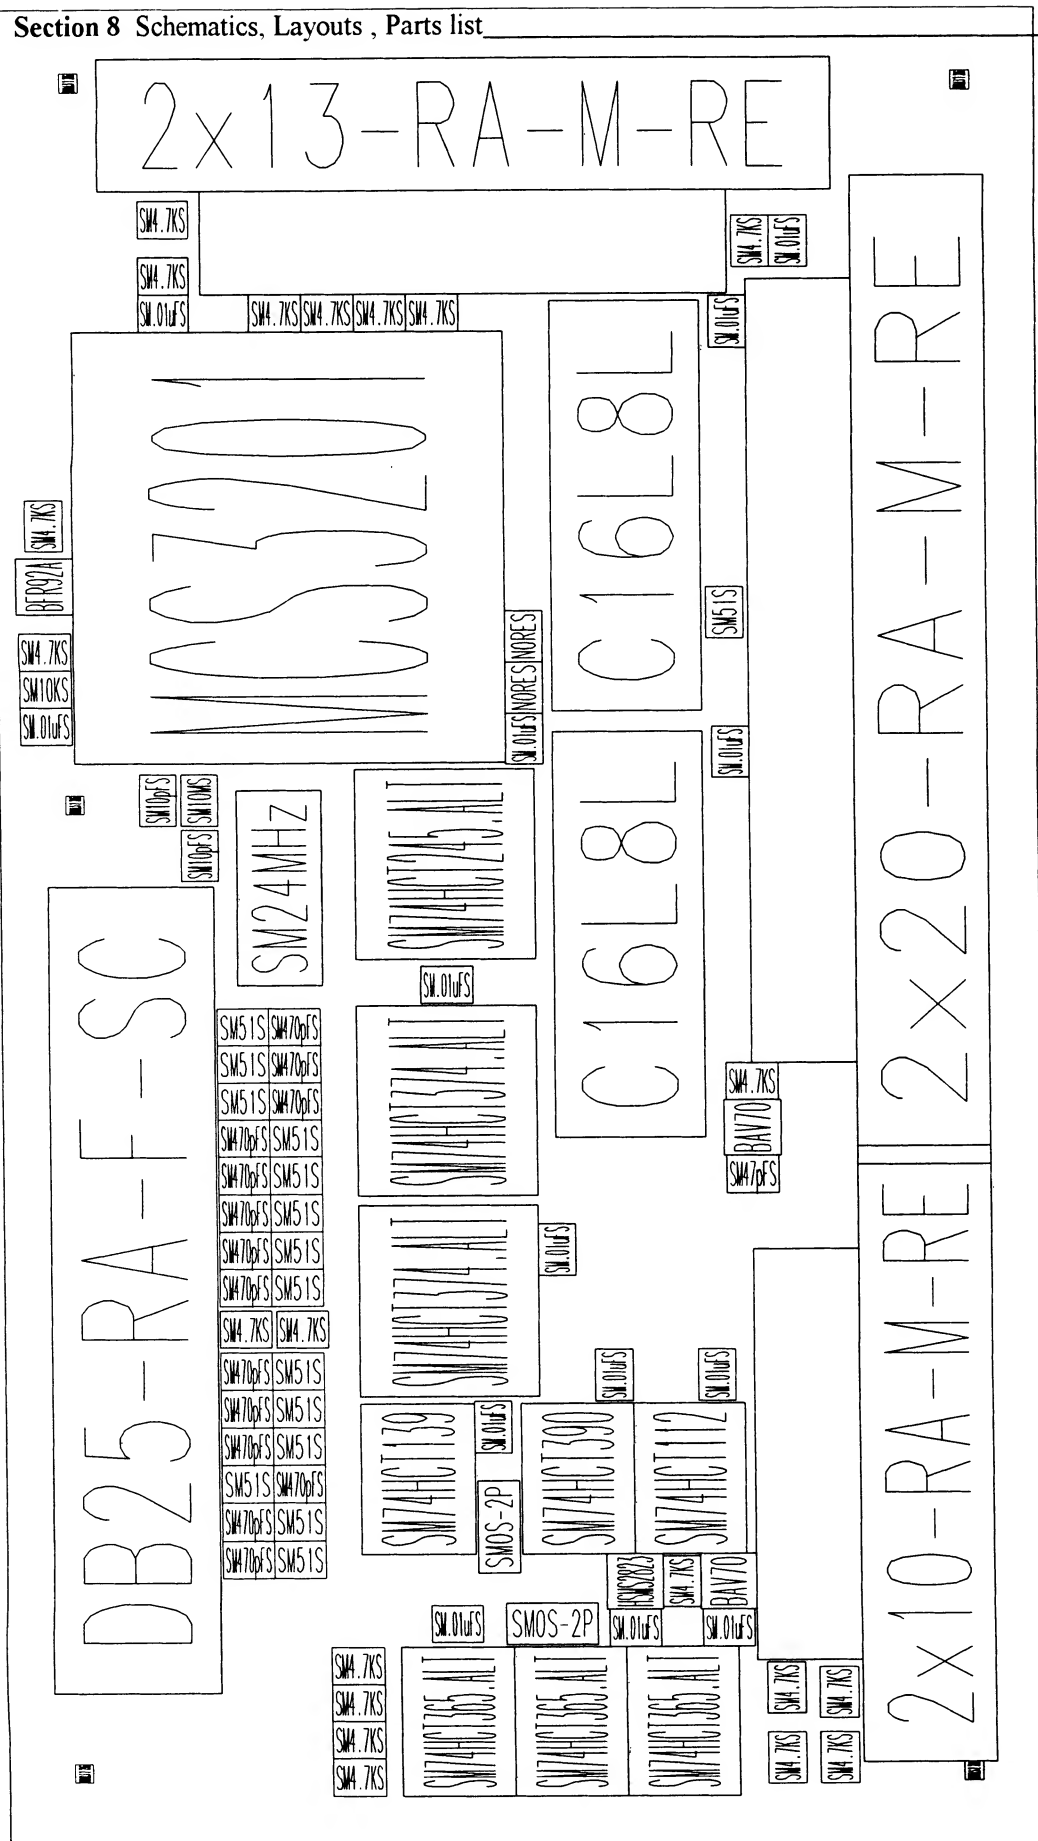 Section 8 Schematics, Layouts , Parts list
2x13-RA-M-RE
SM4.7KS
SM4.7KS
SM.01uFS
SM4.7KS SM4.7KS SM4.7KS SM4.7KS
SM4.7KS
SM.01uFS
SM.01uFS
2x20-RA-M-RE
MCS3201
C16L8L
SM4.7KS
BFR92A
SM4.7KS
SM10KS
SM.01uFS
NORES
NORES
SM.01uFS
SM51S
SM.01uFS
SM10pFS
SM10MS
SM10pFS
SM24MHz
SM74HCT245.ALT
C16L8L
SM.01uFS
DB25-RA-F-SC
SM51S SM470pFS
SM51S SM470pFS
SM51S SM470pFS
SM470pFS SM51S
SM470pFS SM51S
SM470pFS SM51S
SM470pFS SM51S
SM470pFS SM51S
SM4.7KS SM4.7KS
SM470pFS SM51S
SM470pFS SM51S
SM470pFS SM51S
SM51S SM470pFS
SM470pFS SM51S
SM470pFS SM51S
SM74HCT374.ALT
SM4.7KS
BAV70
SM47pFS
SM74HCT374.ALT
SM.01uFS
2x10-RA-M-RE
SM.01uFS
SM.01uFS
SM74HCT139
SM.01uFS
SMOS-2P
SM74HCT390
SM74HCT112
HSMS2823
SM4.7KS
BAV70
SM.01uFS
SMOS-2P
SM.01uFS
SM.01uFS
SM4.7KS
SM4.7KS
SM4.7KS
SM4.7KS
SM74HCT365.ALT
SM74HCT365.ALT
SM74HCT365.ALT
SM4.7KS
SM4.7KS
SM4.7KS
SM4.7KS